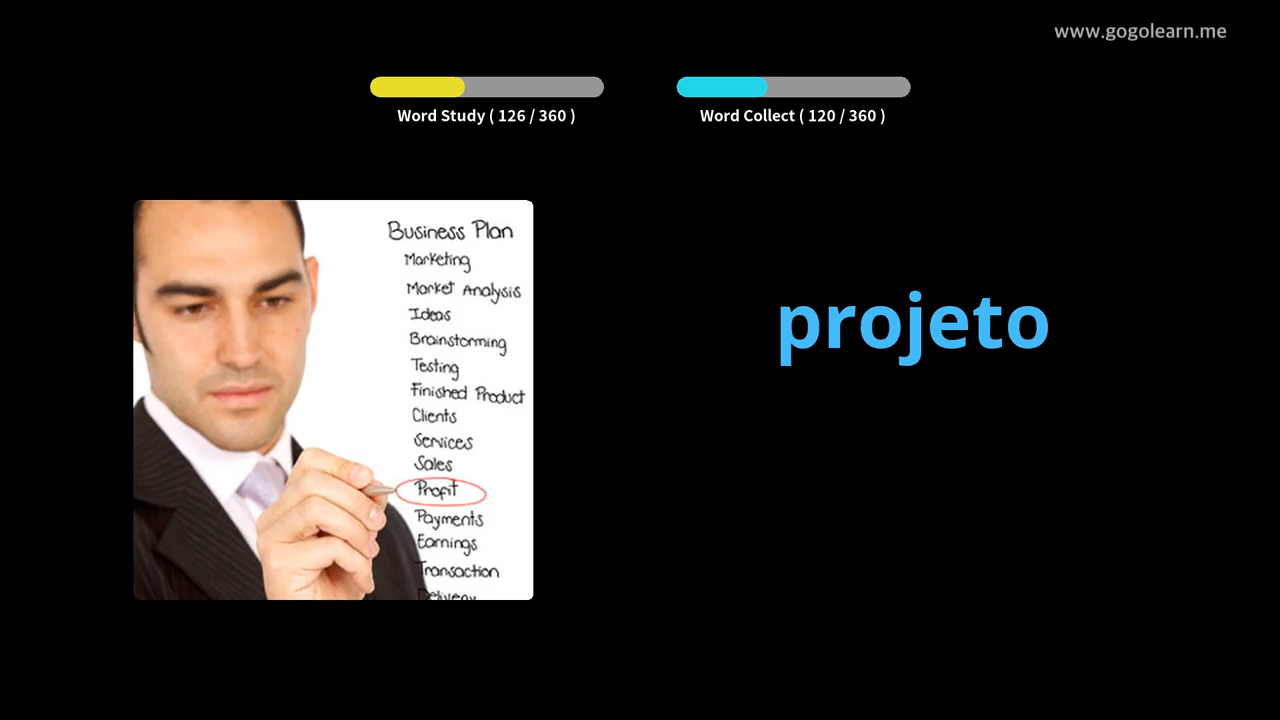 www.gogolearn.me
Word Study ( 126 / 360 )
Word Collect ( 120 / 360 )
Business Plan
Marketing
Market Analysis
Ideas
Brainstorming
Testing
Finished Product
Clients
Services
Sales
Profit
Payments
Earnings
Transaction
Delivery
projeto